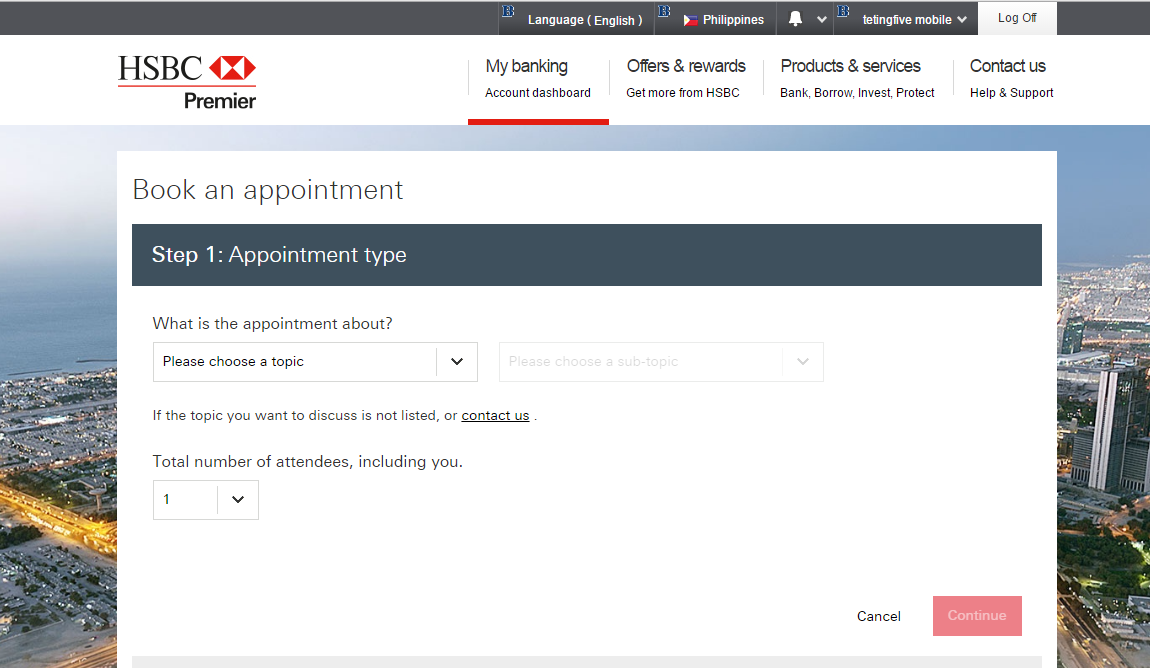 B Language ( English ) B Philippines B tetingfive mobile Log Off
HSBC
Premier
My banking Offers & rewards Products & services Contact us
Account dashboard Get more from HSBC Bank, Borrow, Invest, Protect Help & Support
Book an appointment
Step 1: Appointment type
What is the appointment about?
Please choose a topic Please choose a sub-topic
If the topic you want to discuss is not listed, or contact us .
Total number of attendees, including you.
1
Cancel Continue